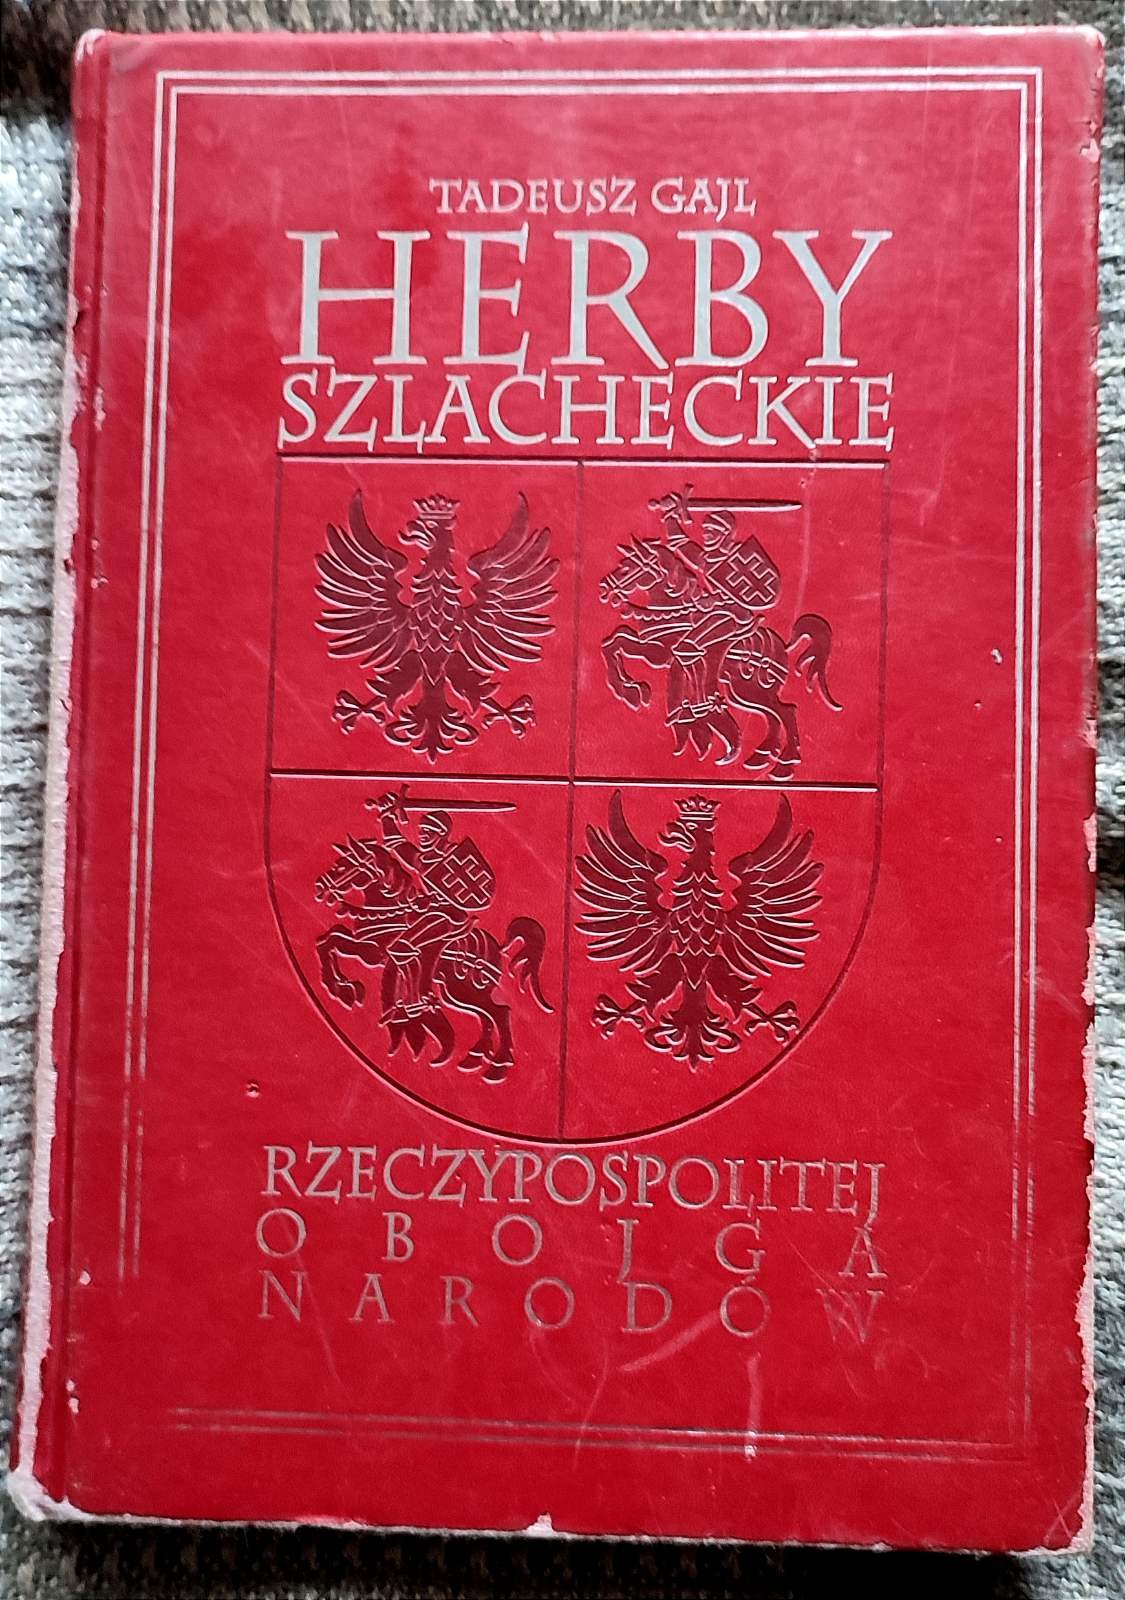 TADEUSZ GAJL
HERBY
SZLACHECKIE
RZECZYPOSPOLITEJ
OBOJGA
NARODÓW